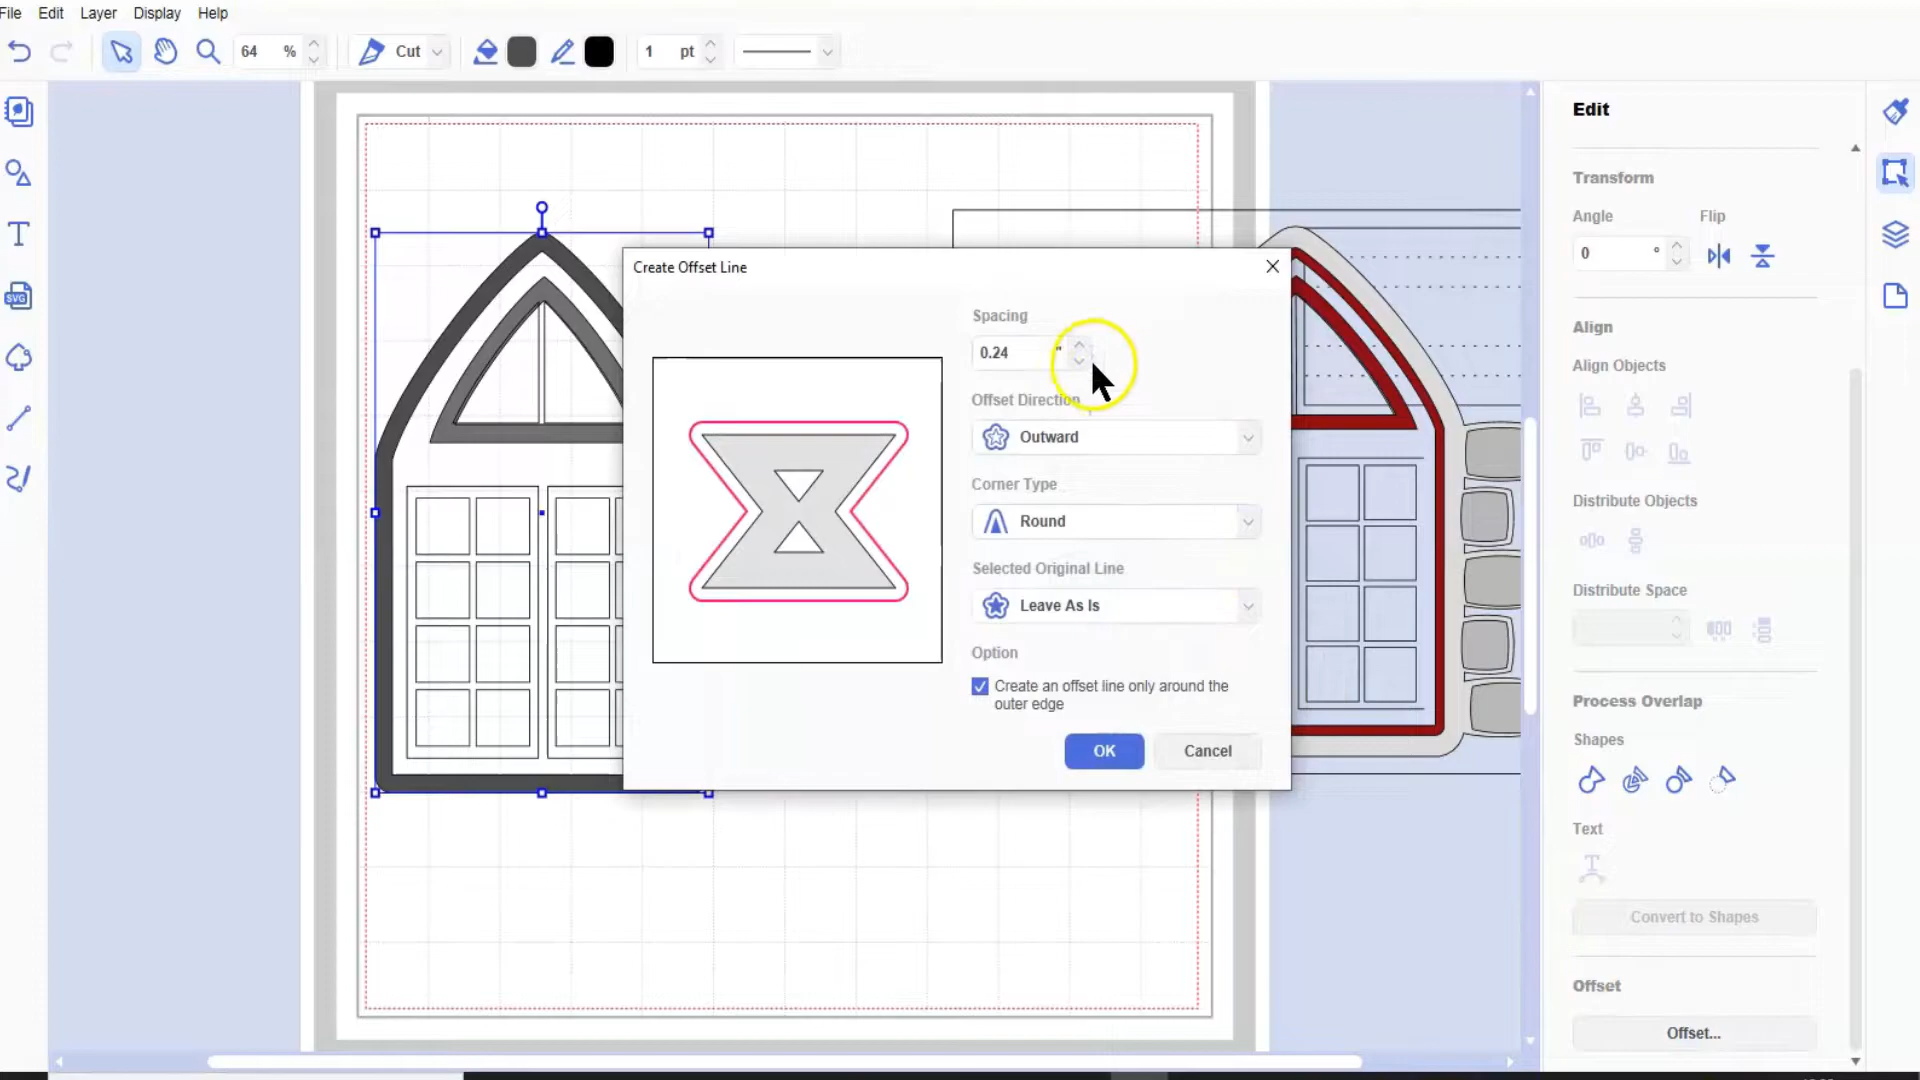 File Edit Layer Display Help
64 % Cut 1 pt
Edit
Transform
Angle Flip
0 °
Align
Align Objects
Distribute Objects
Distribute Space
Process Overlap
Shapes
Text
Convert to Shapes
Offset
Offset...
SVG
Create Offset Line
Spacing
0.24 "
Offset Direction
Outward
Corner Type
Round
Selected Original Line
Leave As Is
Option
Create an offset line only around the
outer edge
OK Cancel